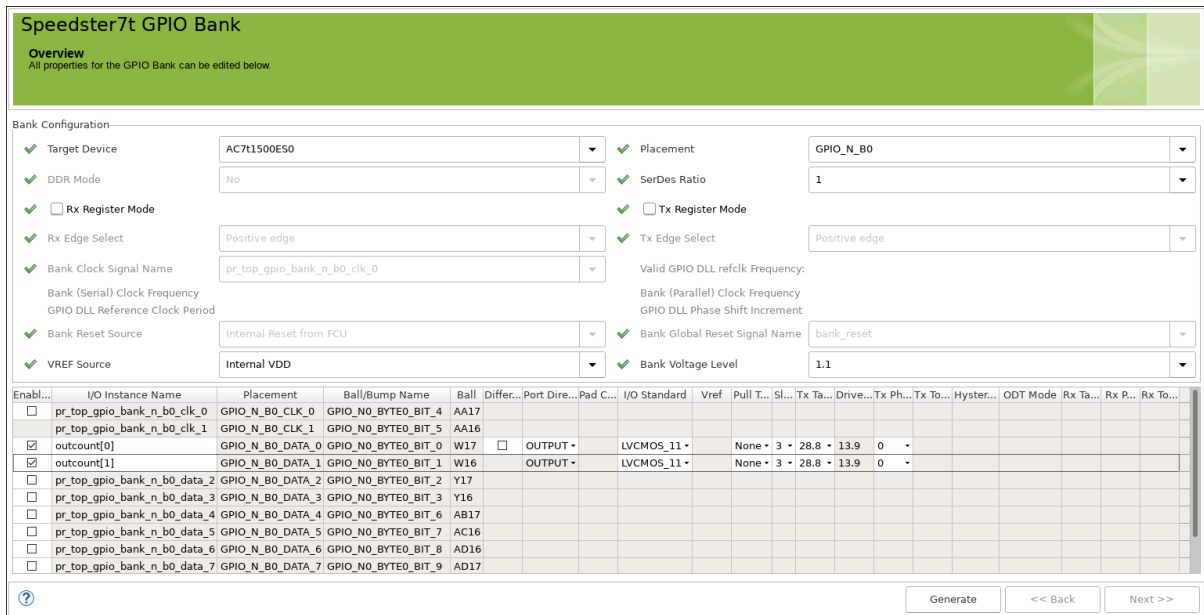 Speedster7t GPIO Bank
Overview
All properties for the GPIO Bank can be edited below.
Bank Configuration
Target Device AC7t1500ES0 Placement GPIO_N_B0
DDR Mode No SerDes Ratio 1
Rx Register Mode Tx Register Mode
Rx Edge Select Positive edge Tx Edge Select Positive edge
Bank Clock Signal Name pr_top_gpio_bank_n_b0_clk_0 Valid GPIO DLL refclk Frequency:
Bank (Serial) Clock Frequency Bank (Parallel) Clock Frequency
GPIO DLL Reference Clock Period GPIO DLL Phase Shift Increment
Bank Reset Source Internal Reset from FCU Bank Global Reset Signal Name bank_reset
VREF Source Internal VDD Bank Voltage Level 1.1
Enabl... I/O Instance Name Placement Ball/Bump Name Ball Differ... Port Dire... Pad C... I/O Standard Vref Pull T... Sl... Tx Ta... Drive... Tx Ph... Tx To... Hyster... ODT Mode Rx Ta... Rx P... Rx To...
pr_top_gpio_bank_n_b0_clk_0 GPIO_N_B0_CLK_0 GPIO_N0_BYTE0_BIT_4 AA17
pr_top_gpio_bank_n_b0_clk_1 GPIO_N_B0_CLK_1 GPIO_N0_BYTE0_BIT_5 AA16
outcount[0] GPIO_N_B0_DATA_0 GPIO_N0_BYTE0_BIT_0 W17 OUTPUT LVCMOS_11 None 3 28.8 13.9 0
outcount[1] GPIO_N_B0_DATA_1 GPIO_N0_BYTE0_BIT_1 W16 OUTPUT LVCMOS_11 None 3 28.8 13.9 0
pr_top_gpio_bank_n_b0_data_2 GPIO_N_B0_DATA_2 GPIO_N0_BYTE0_BIT_2 Y17
pr_top_gpio_bank_n_b0_data_3 GPIO_N_B0_DATA_3 GPIO_N0_BYTE0_BIT_3 Y16
pr_top_gpio_bank_n_b0_data_4 GPIO_N_B0_DATA_4 GPIO_N0_BYTE0_BIT_6 AB17
pr_top_gpio_bank_n_b0_data_5 GPIO_N_B0_DATA_5 GPIO_N0_BYTE0_BIT_7 AC16
pr_top_gpio_bank_n_b0_data_6 GPIO_N_B0_DATA_6 GPIO_N0_BYTE0_BIT_8 AD16
pr_top_gpio_bank_n_b0_data_7 GPIO_N_B0_DATA_7 GPIO_N0_BYTE0_BIT_9 AD17
? Generate << Back Next >>